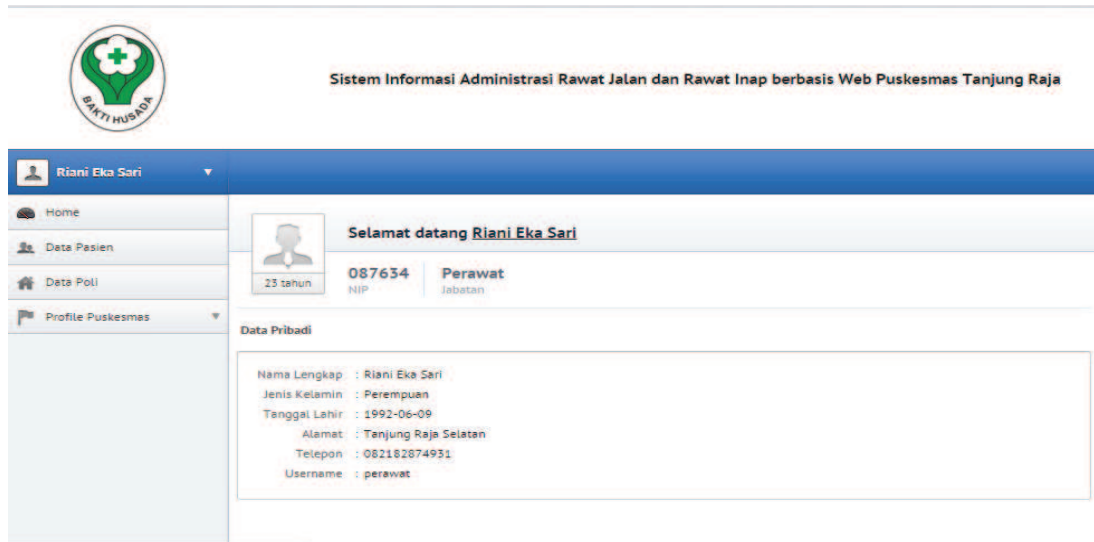 BAKTI HUSADA
Sistem Informasi Administrasi Rawat Jalan dan Rawat Inap berbasis Web Puskesmas Tanjung Raja
Riani Eka Sari
Home
Data Pasien
Data Poli
Profile Puskesmas
Selamat datang Riani Eka Sari
23 tahun
087634 Perawat
NIP Jabatan
Data Pribadi
Nama Lengkap : Riani Eka Sari
Jenis Kelamin : Perempuan
Tanggal Lahir : 1992-06-09
Alamat : Tanjung Raja Selatan
Telepon : 082182874931
Username : perawat